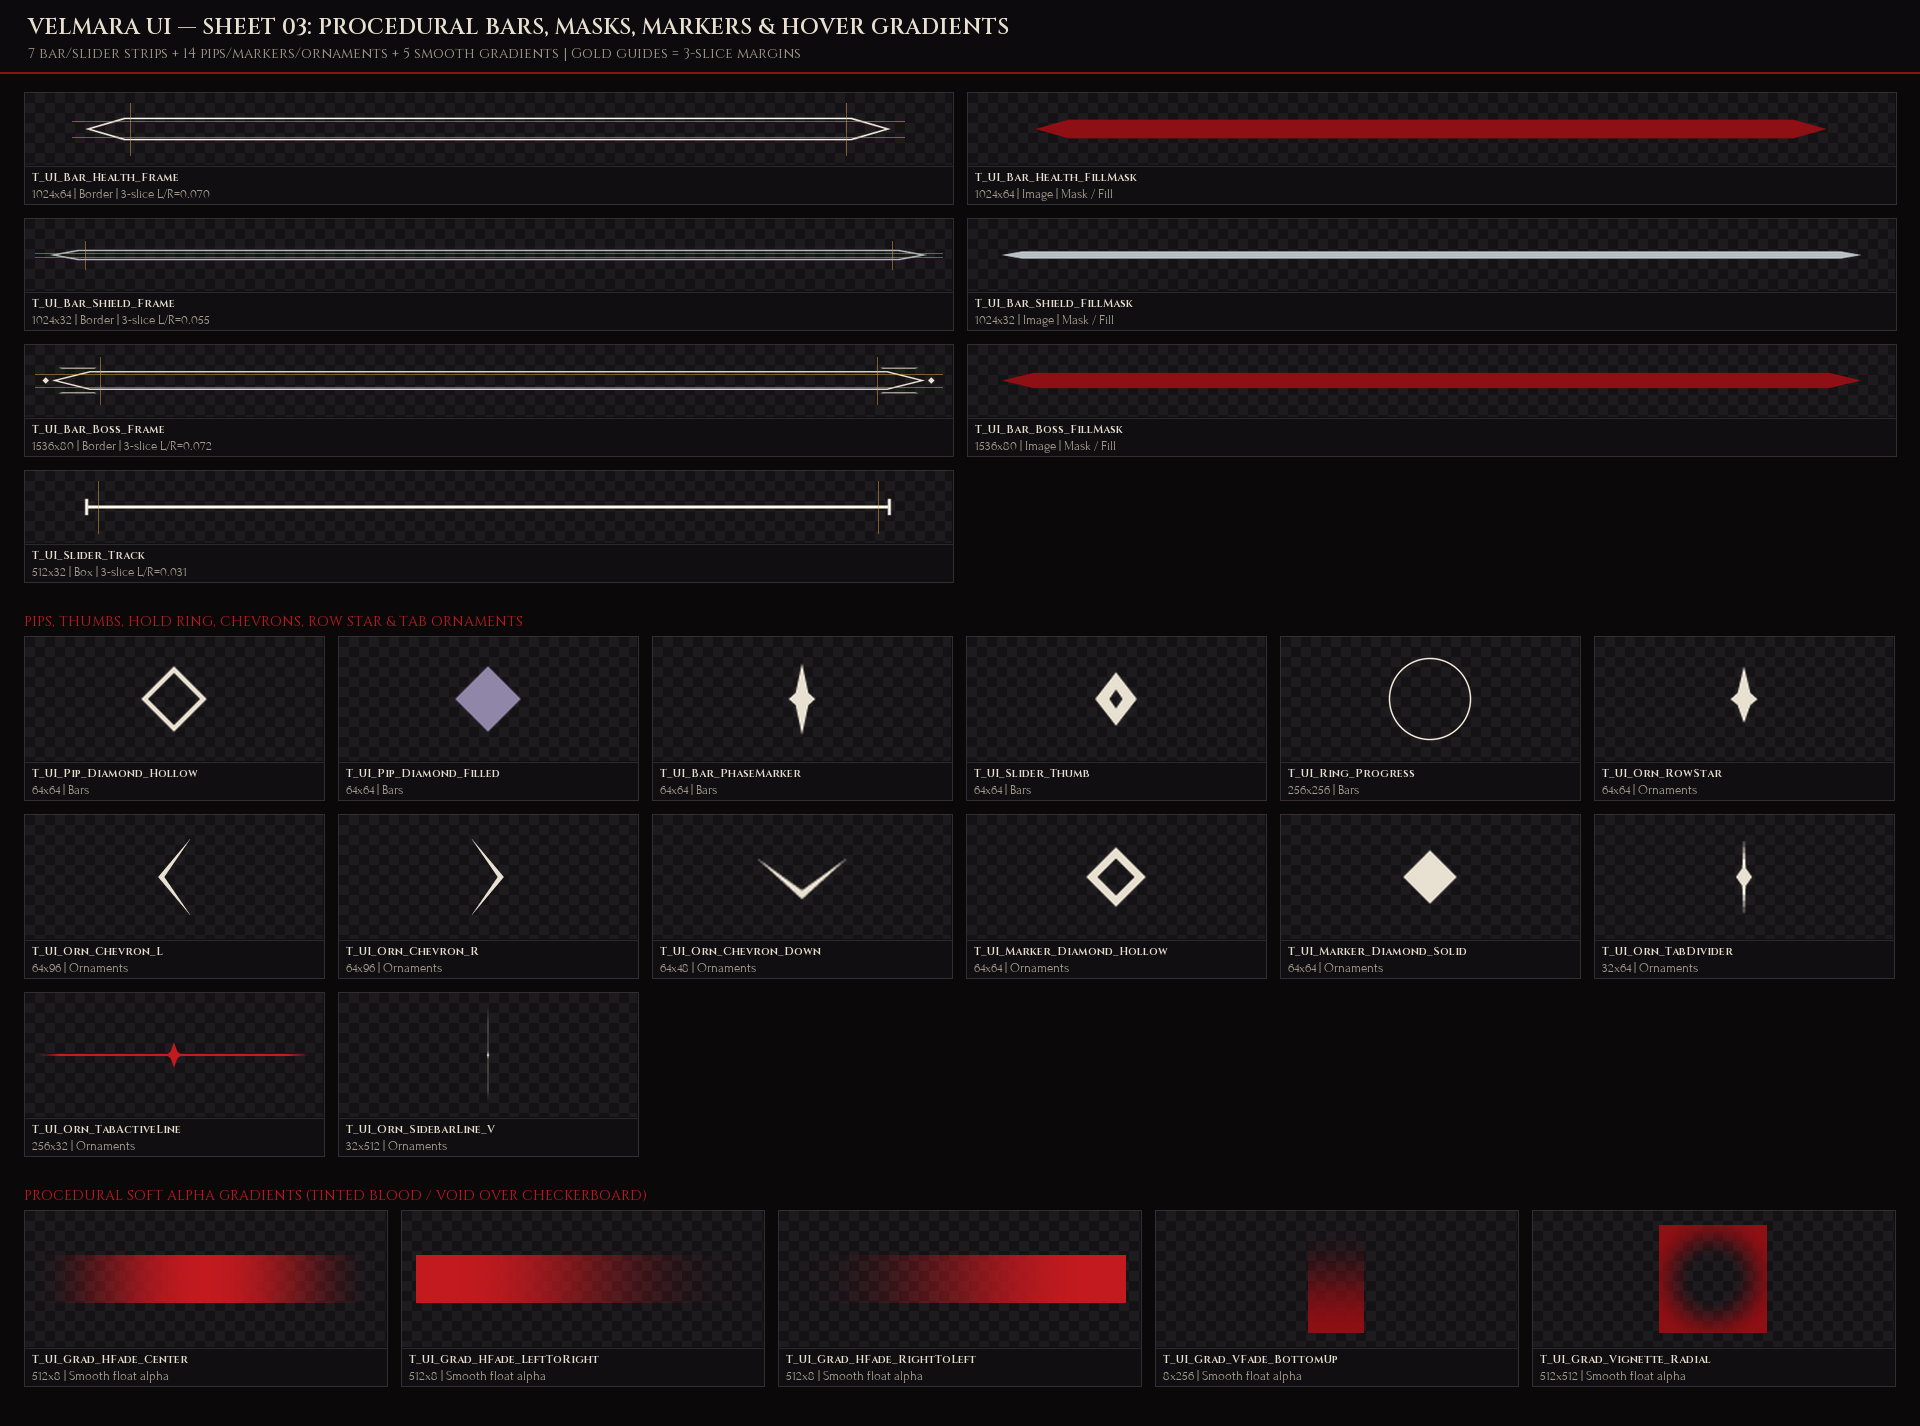 VELMARA UI — SHEET 03: PROCEDURAL BARS, MASKS, MARKERS & HOVER GRADIENTS
7 BAR/SLIDER STRIPS + 14 PIPS/MARKERS/ORNAMENTS + 5 SMOOTH GRADIENTS | GOLD GUIDES = 3-SLICE MARGINS
T_UI_Bar_Health_Frame
1024x64 | Border | 3-slice L/R=0.070
T_UI_Bar_Health_FillMask
1024x64 | Image | Mask / Fill
T_UI_Bar_Shield_Frame
1024x32 | Border | 3-slice L/R=0.055
T_UI_Bar_Shield_FillMask
1024x32 | Image | Mask / Fill
T_UI_Bar_Boss_Frame
1536x80 | Border | 3-slice L/R=0.072
T_UI_Bar_Boss_FillMask
1536x80 | Image | Mask / Fill
T_UI_Slider_Track
512x32 | Box | 3-slice L/R=0.031
PIPS, THUMBS, HOLD RING, CHEVRONS, ROW STAR & TAB ORNAMENTS
T_UI_Pip_Diamond_Hollow
64x64 | Bars
T_UI_Pip_Diamond_Filled
64x64 | Bars
T_UI_Bar_PhaseMarker
64x64 | Bars
T_UI_Slider_Thumb
64x64 | Bars
T_UI_Ring_Progress
256x256 | Bars
T_UI_Orn_RowStar
64x64 | Ornaments
T_UI_Orn_Chevron_L
64x96 | Ornaments
T_UI_Orn_Chevron_R
64x96 | Ornaments
T_UI_Orn_Chevron_Down
64x48 | Ornaments
T_UI_Marker_Diamond_Hollow
64x64 | Ornaments
T_UI_Marker_Diamond_Solid
64x64 | Ornaments
T_UI_Orn_TabDivider
32x64 | Ornaments
T_UI_Orn_TabActiveLine
256x32 | Ornaments
T_UI_Orn_SidebarLine_V
32x512 | Ornaments
PROCEDURAL SOFT ALPHA GRADIENTS (TINTED BLOOD / VOID OVER CHECKERBOARD)
T_UI_Grad_HFade_Center
512x8 | Smooth float alpha
T_UI_Grad_HFade_LeftToRight
512x8 | Smooth float alpha
T_UI_Grad_HFade_RightToLeft
512x8 | Smooth float alpha
T_UI_Grad_VFade_BottomUp
8x256 | Smooth float alpha
T_UI_Grad_Vignette_Radial
512x512 | Smooth float alpha